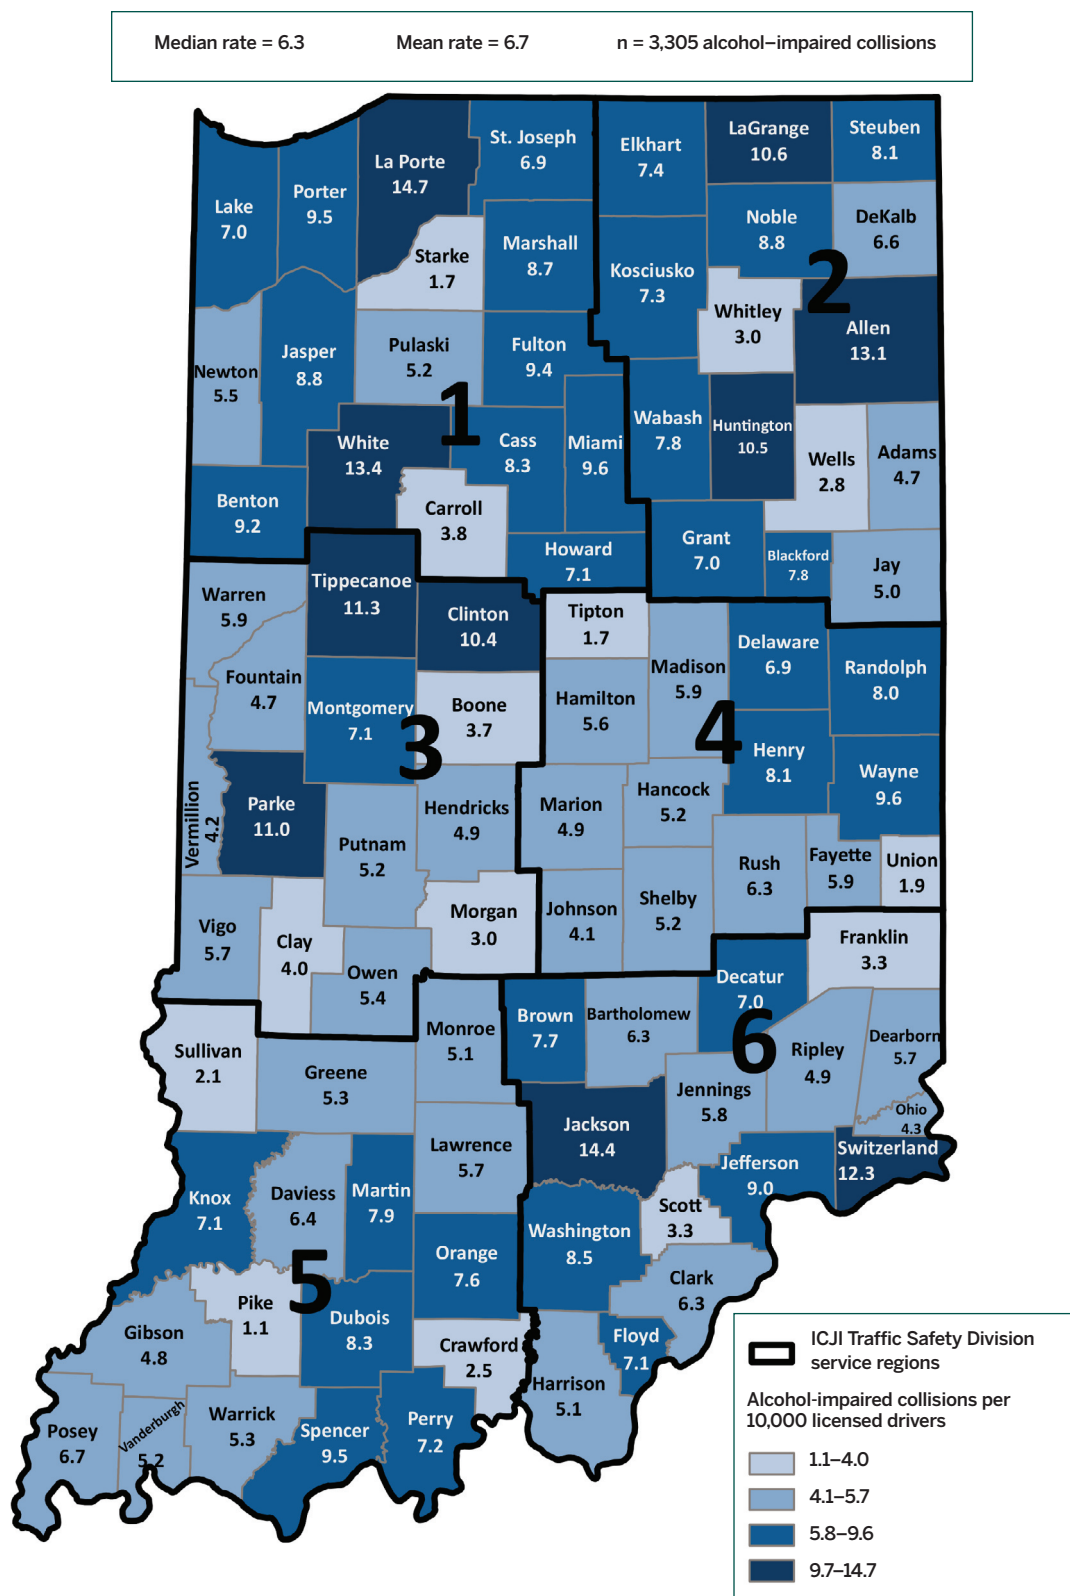 Median rate = 6.3 Mean rate = 6.7 n = 3,305 alcohol–impaired collisions
La Porte
14.7
St. Joseph
6.9
Elkhart
7.4
LaGrange
10.6
Steuben
8.1
Lake
7.0
Porter
9.5
Starke
1.7
Marshall
8.7
Noble
8.8
DeKalb
6.6
Kosciusko
7.3
2
Whitley
3.0
Allen
13.1
Newton
5.5
Jasper
8.8
Pulaski
5.2
Fulton
9.4
1
White
13.4
Cass
8.3
Miami
9.6
Wabash
7.8
Huntington
10.5
Wells
2.8
Adams
4.7
Benton
9.2
Carroll
3.8
Howard
7.1
Grant
7.0
Blackford
7.8
Jay
5.0
Warren
5.9
Tippecanoe
11.3
Clinton
10.4
Tipton
1.7
Madison
5.9
Delaware
6.9
Randolph
8.0
Fountain
4.7
Montgomery
7.1
Boone
3.7
Hamilton
5.6
3
4
Henry
8.1
Wayne
9.6
Vermillion
4.2
Parke
11.0
Putnam
5.2
Hendricks
4.9
Marion
4.9
Hancock
5.2
Rush
6.3
Fayette
5.9
Union
1.9
Vigo
5.7
Clay
4.0
Owen
5.4
Morgan
3.0
Johnson
4.1
Shelby
5.2
Franklin
3.3
Decatur
7.0
Sullivan
2.1
Greene
5.3
Monroe
5.1
Brown
7.7
Bartholomew
6.3
6
Ripley
4.9
Dearborn
5.7
Jennings
5.8
Ohio
4.3
Lawrence
5.7
Jackson
14.4
Jefferson
9.0
Switzerland
12.3
Knox
7.1
Daviess
6.4
Martin
7.9
Washington
8.5
Scott
3.3
Orange
7.6
Clark
6.3
5
Pike
1.1
Dubois
8.3
Gibson
4.8
Crawford
2.5
Floyd
7.1
Harrison
5.1
Posey
6.7
Vanderburgh
5.2
Warrick
5.3
Spencer
9.5
Perry
7.2
ICJI Traffic Safety Division
service regions
Alcohol-impaired collisions per
10,000 licensed drivers
1.1–4.0
4.1–5.7
5.8–9.6
9.7–14.7